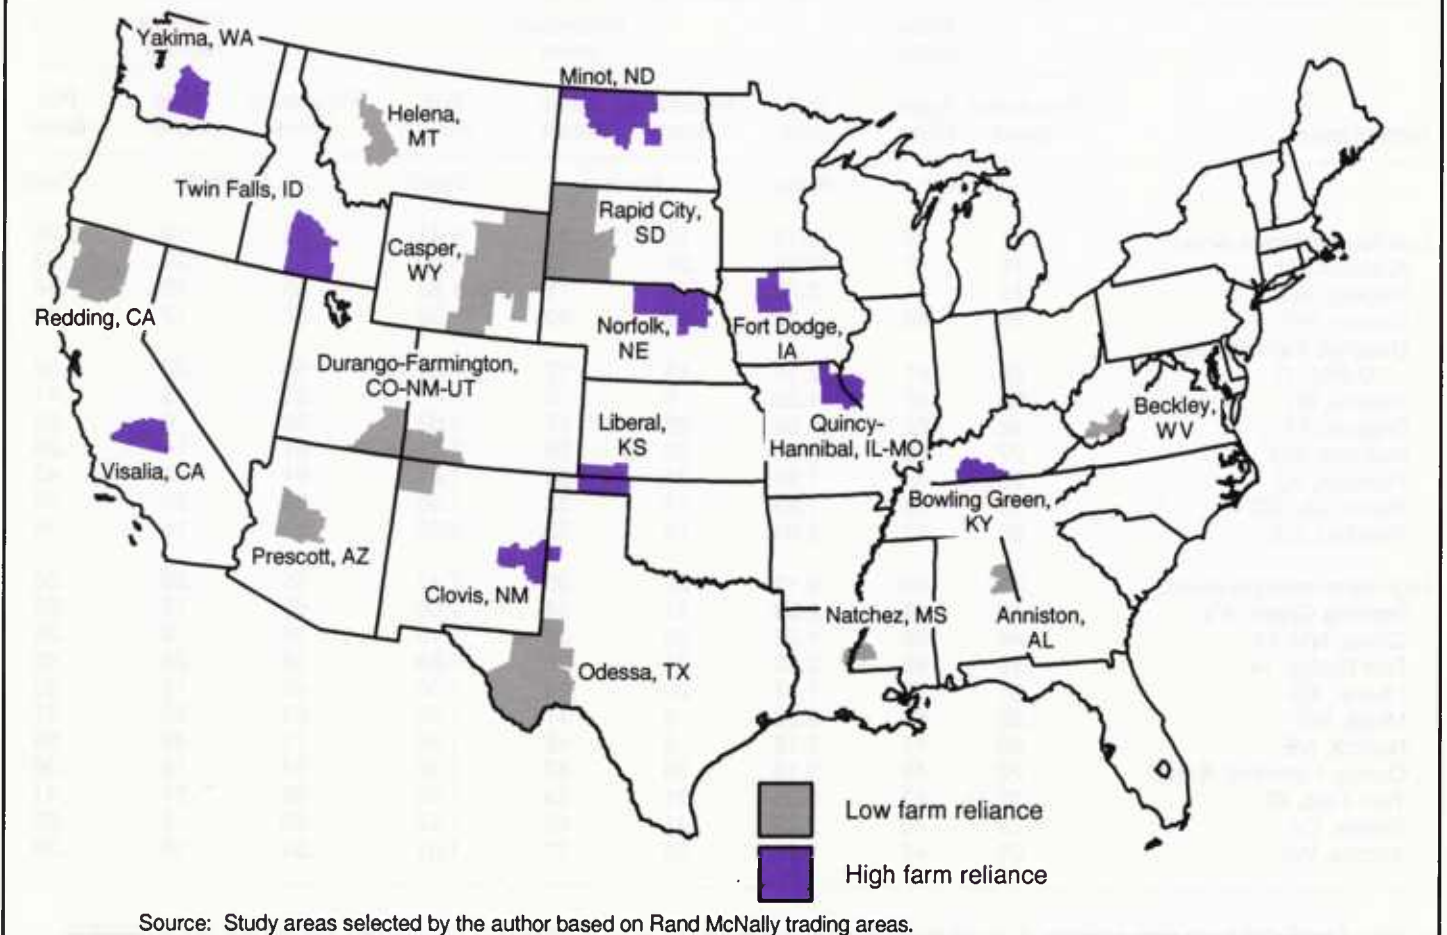 Yakima, WA
Minot, ND
Helena,
MT
Twin Falls, ID
Rapid City,
SD
Casper,
WY
Redding, CA
Norfolk,
NE
Fort Dodge,
IA
Durango-Farmington,
CO-NM-UT
Beckley,
WV
Liberal,
KS
Quincy-
Hannibal, IL-MO
Visalia, CA
Bowling Green,
KY
Prescott, AZ
Clovis, NM
Natchez, MS
Anniston,
AL
Odessa, TX
Low farm reliance
High farm reliance
Source: Study areas selected by the author based on Rand McNally trading areas.